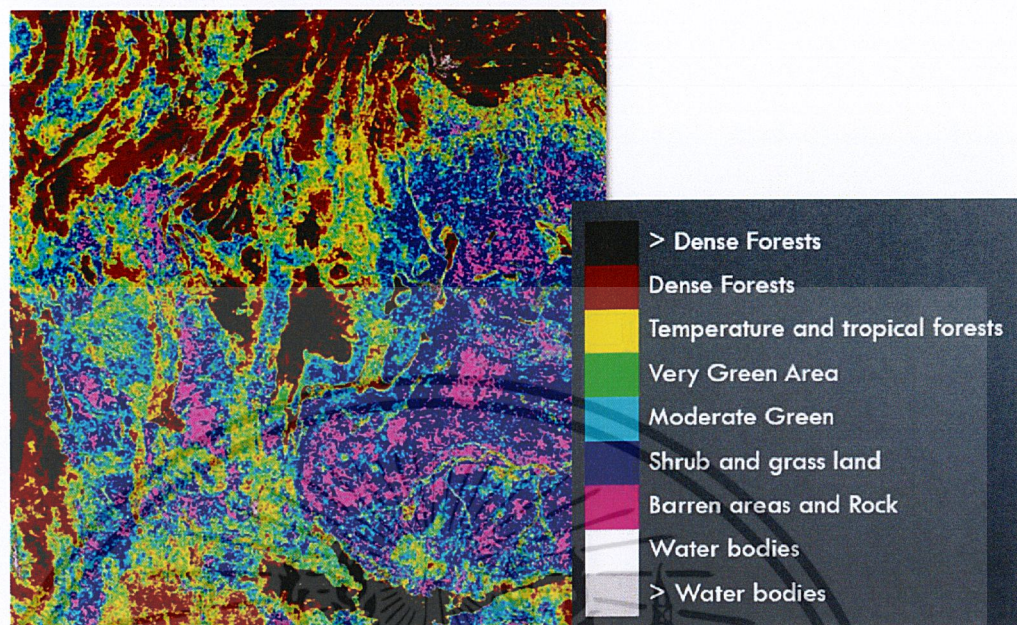 > Dense Forests
Dense Forests
Temperature and tropical forests
Very Green Area
Moderate Green
Shrub and grass land
Barren areas and Rock
Water bodies
> Water bodies